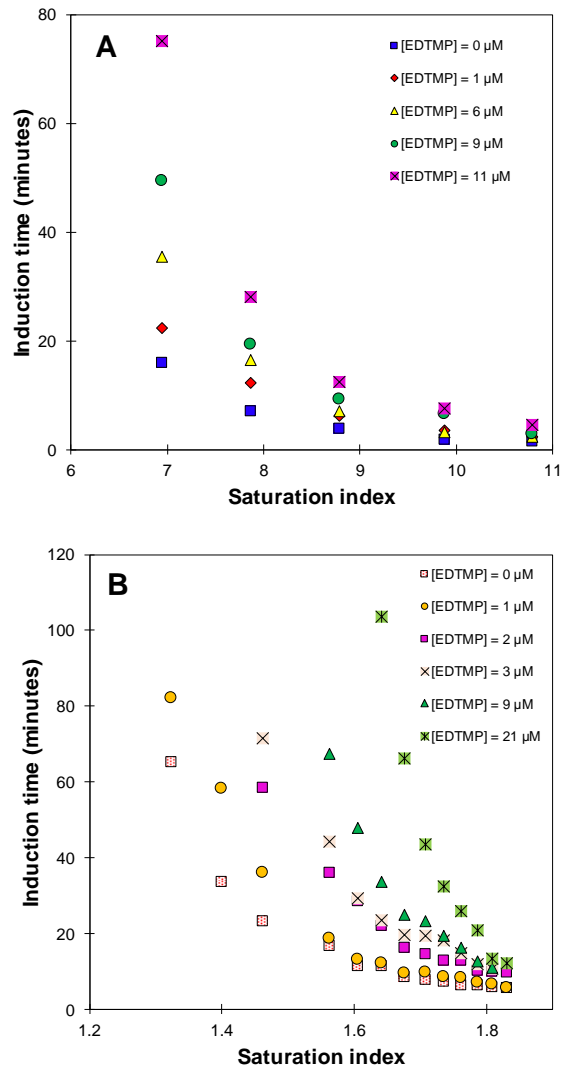 A
[EDTMP] = 0 µM
[EDTMP] = 1 µM
[EDTMP] = 6 µM
[EDTMP] = 9 µM
[EDTMP] = 11 µM
Induction time (minutes)
80
60
40
20
0
6 7 8 9 10 11
Saturation index
B
[EDTMP] = 0 µM
[EDTMP] = 1 µM
[EDTMP] = 2 µM
[EDTMP] = 3 µM
[EDTMP] = 9 µM
[EDTMP] = 21 µM
Induction time (minutes)
120
100
80
60
40
20
0
1.2 1.4 1.6 1.8
Saturation index